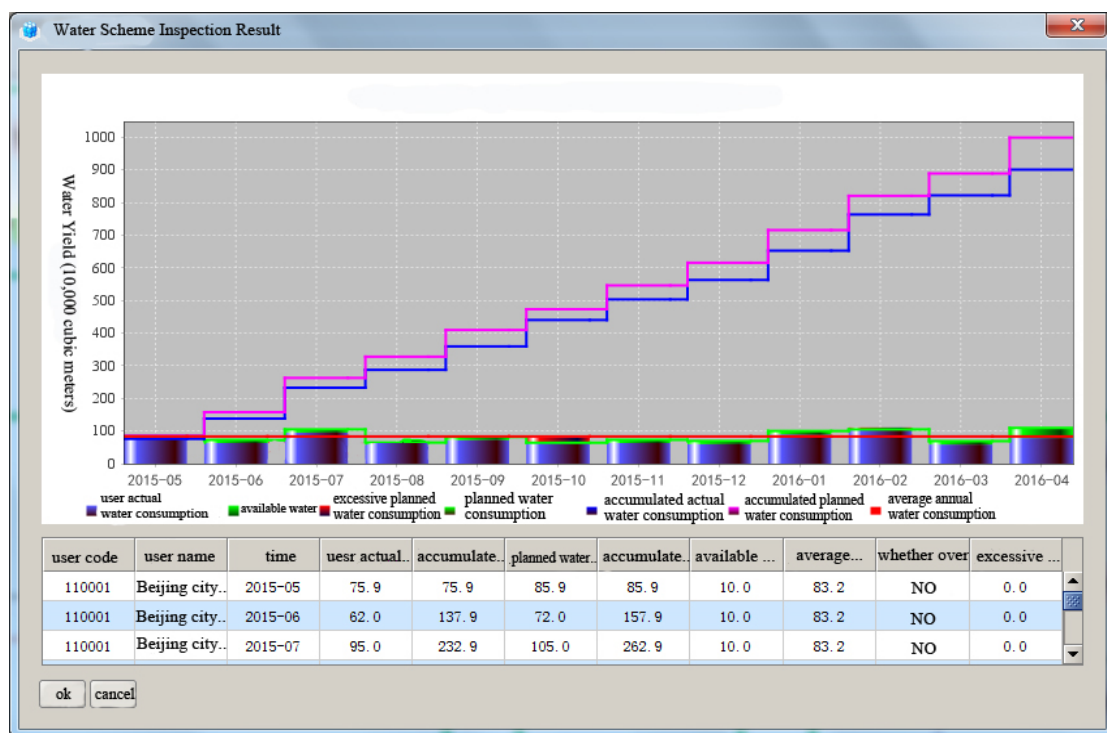 Water Scheme Inspection Result
Water Yield (10,000 cubic meters)
1000
900
800
700
600
500
400
300
200
100
0
2015-05 2015-06 2015-07 2015-08 2015-09 2015-10 2015-11 2015-12 2016-01 2016-02 2016-03 2016-04
user actual
water consumption
available water
excessive planned
water consumption
planned water
consumption
accumulated actual
water consumption
accumulated planned
water consumption
average annual
water consumption
user code user name time uesr actual.. accumulate.. planned water.. accumulate.. available ... average... whether over excessive ...
110001 Beijing city.. 2015-05 75.9 75.9 85.9 85.9 10.0 83.2 NO 0.0
110001 Beijing city.. 2015-06 62.0 137.9 72.0 157.9 10.0 83.2 NO 0.0
110001 Beijing city.. 2015-07 95.0 232.9 105.0 262.9 10.0 83.2 NO 0.0
ok cancel